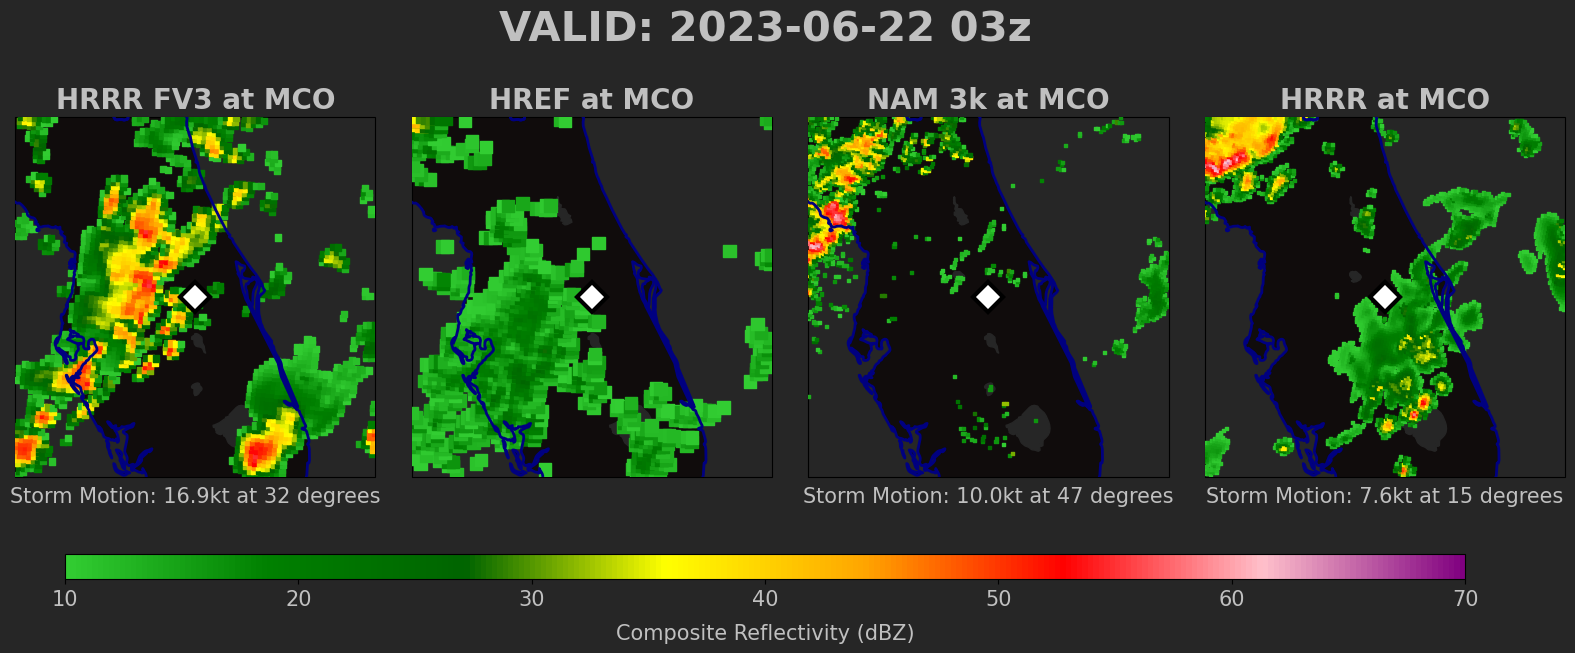 VALID: 2023-06-22 03z
HRRR FV3 at MCO
HREF at MCO
NAM 3k at MCO
HRRR at MCO
Storm Motion: 16.9kt at 32 degrees
Storm Motion: 10.0kt at 47 degrees
Storm Motion: 7.6kt at 15 degrees
10 20 30 40 50 60 70
Composite Reflectivity (dBZ)